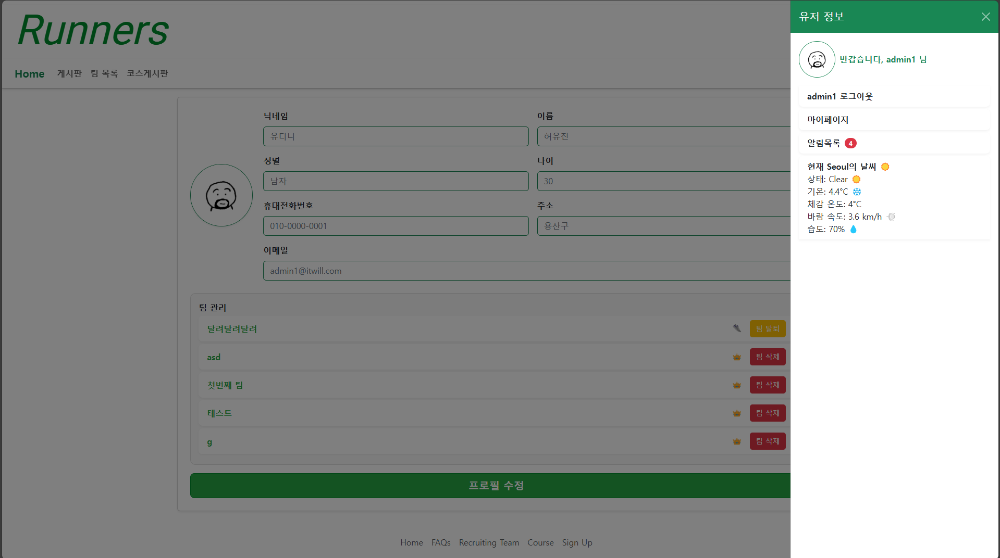 Runners
Home 게시판 팀 목록 코스게시판
닉네임 이름
유디니 허유진
성별 나이
남자 30
휴대전화번호 주소
010-0000-0001 용산구
이메일
admin1@itwill.com
팀 관리
달려달려달려 팀 탈퇴
asd 팀 삭제
첫번째 팀 팀 삭제
테스트 팀 삭제
g 팀 삭제
프로필 수정
Home FAQs Recruiting Team Course Sign Up
유저 정보
반갑습니다, admin1 님
admin1 로그아웃
마이페이지
알림목록 4
현재 Seoul의 날씨
상태: Clear
기온: 4.4°C
체감 온도: 4°C
바람 속도: 3.6 km/h
습도: 70%